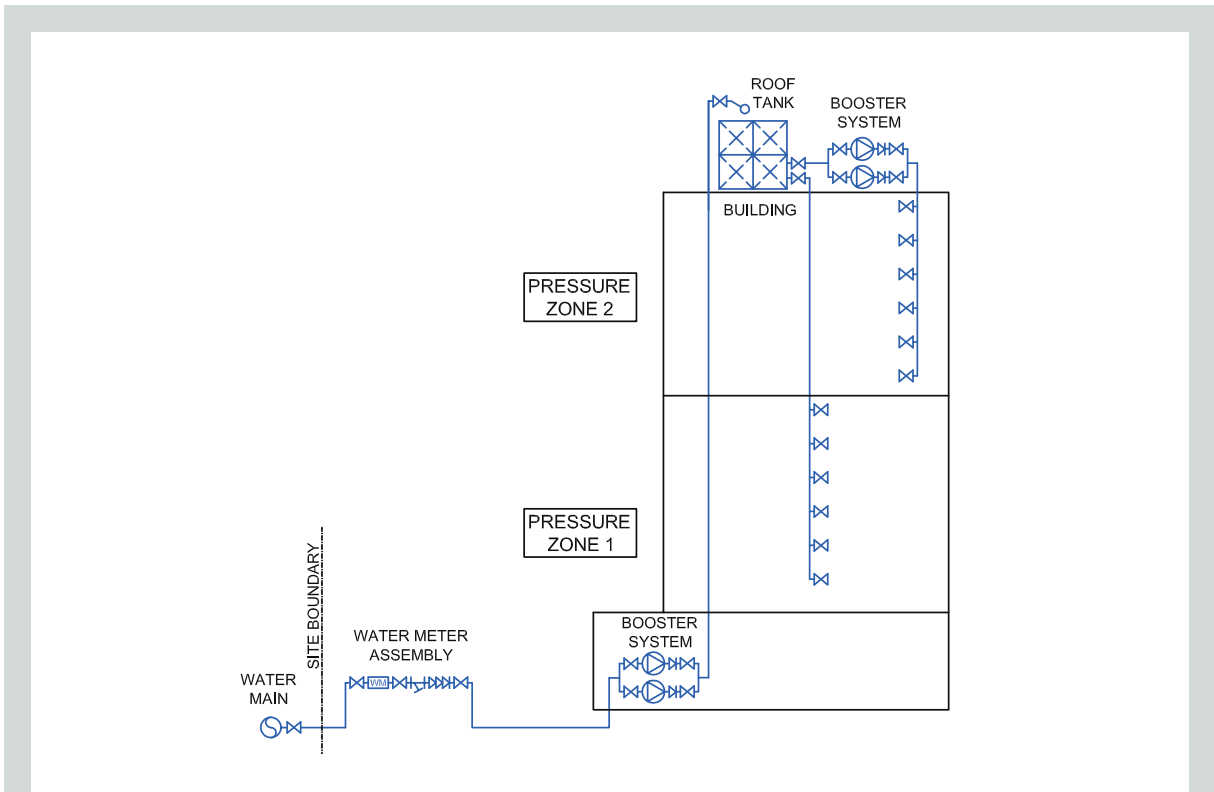 ROOF
TANK
BOOSTER
SYSTEM
BUILDING
PRESSURE
ZONE 2
PRESSURE
ZONE 1
SITE BOUNDARY
BOOSTER
SYSTEM
WATER METER
ASSEMBLY
WM
WATER
MAIN